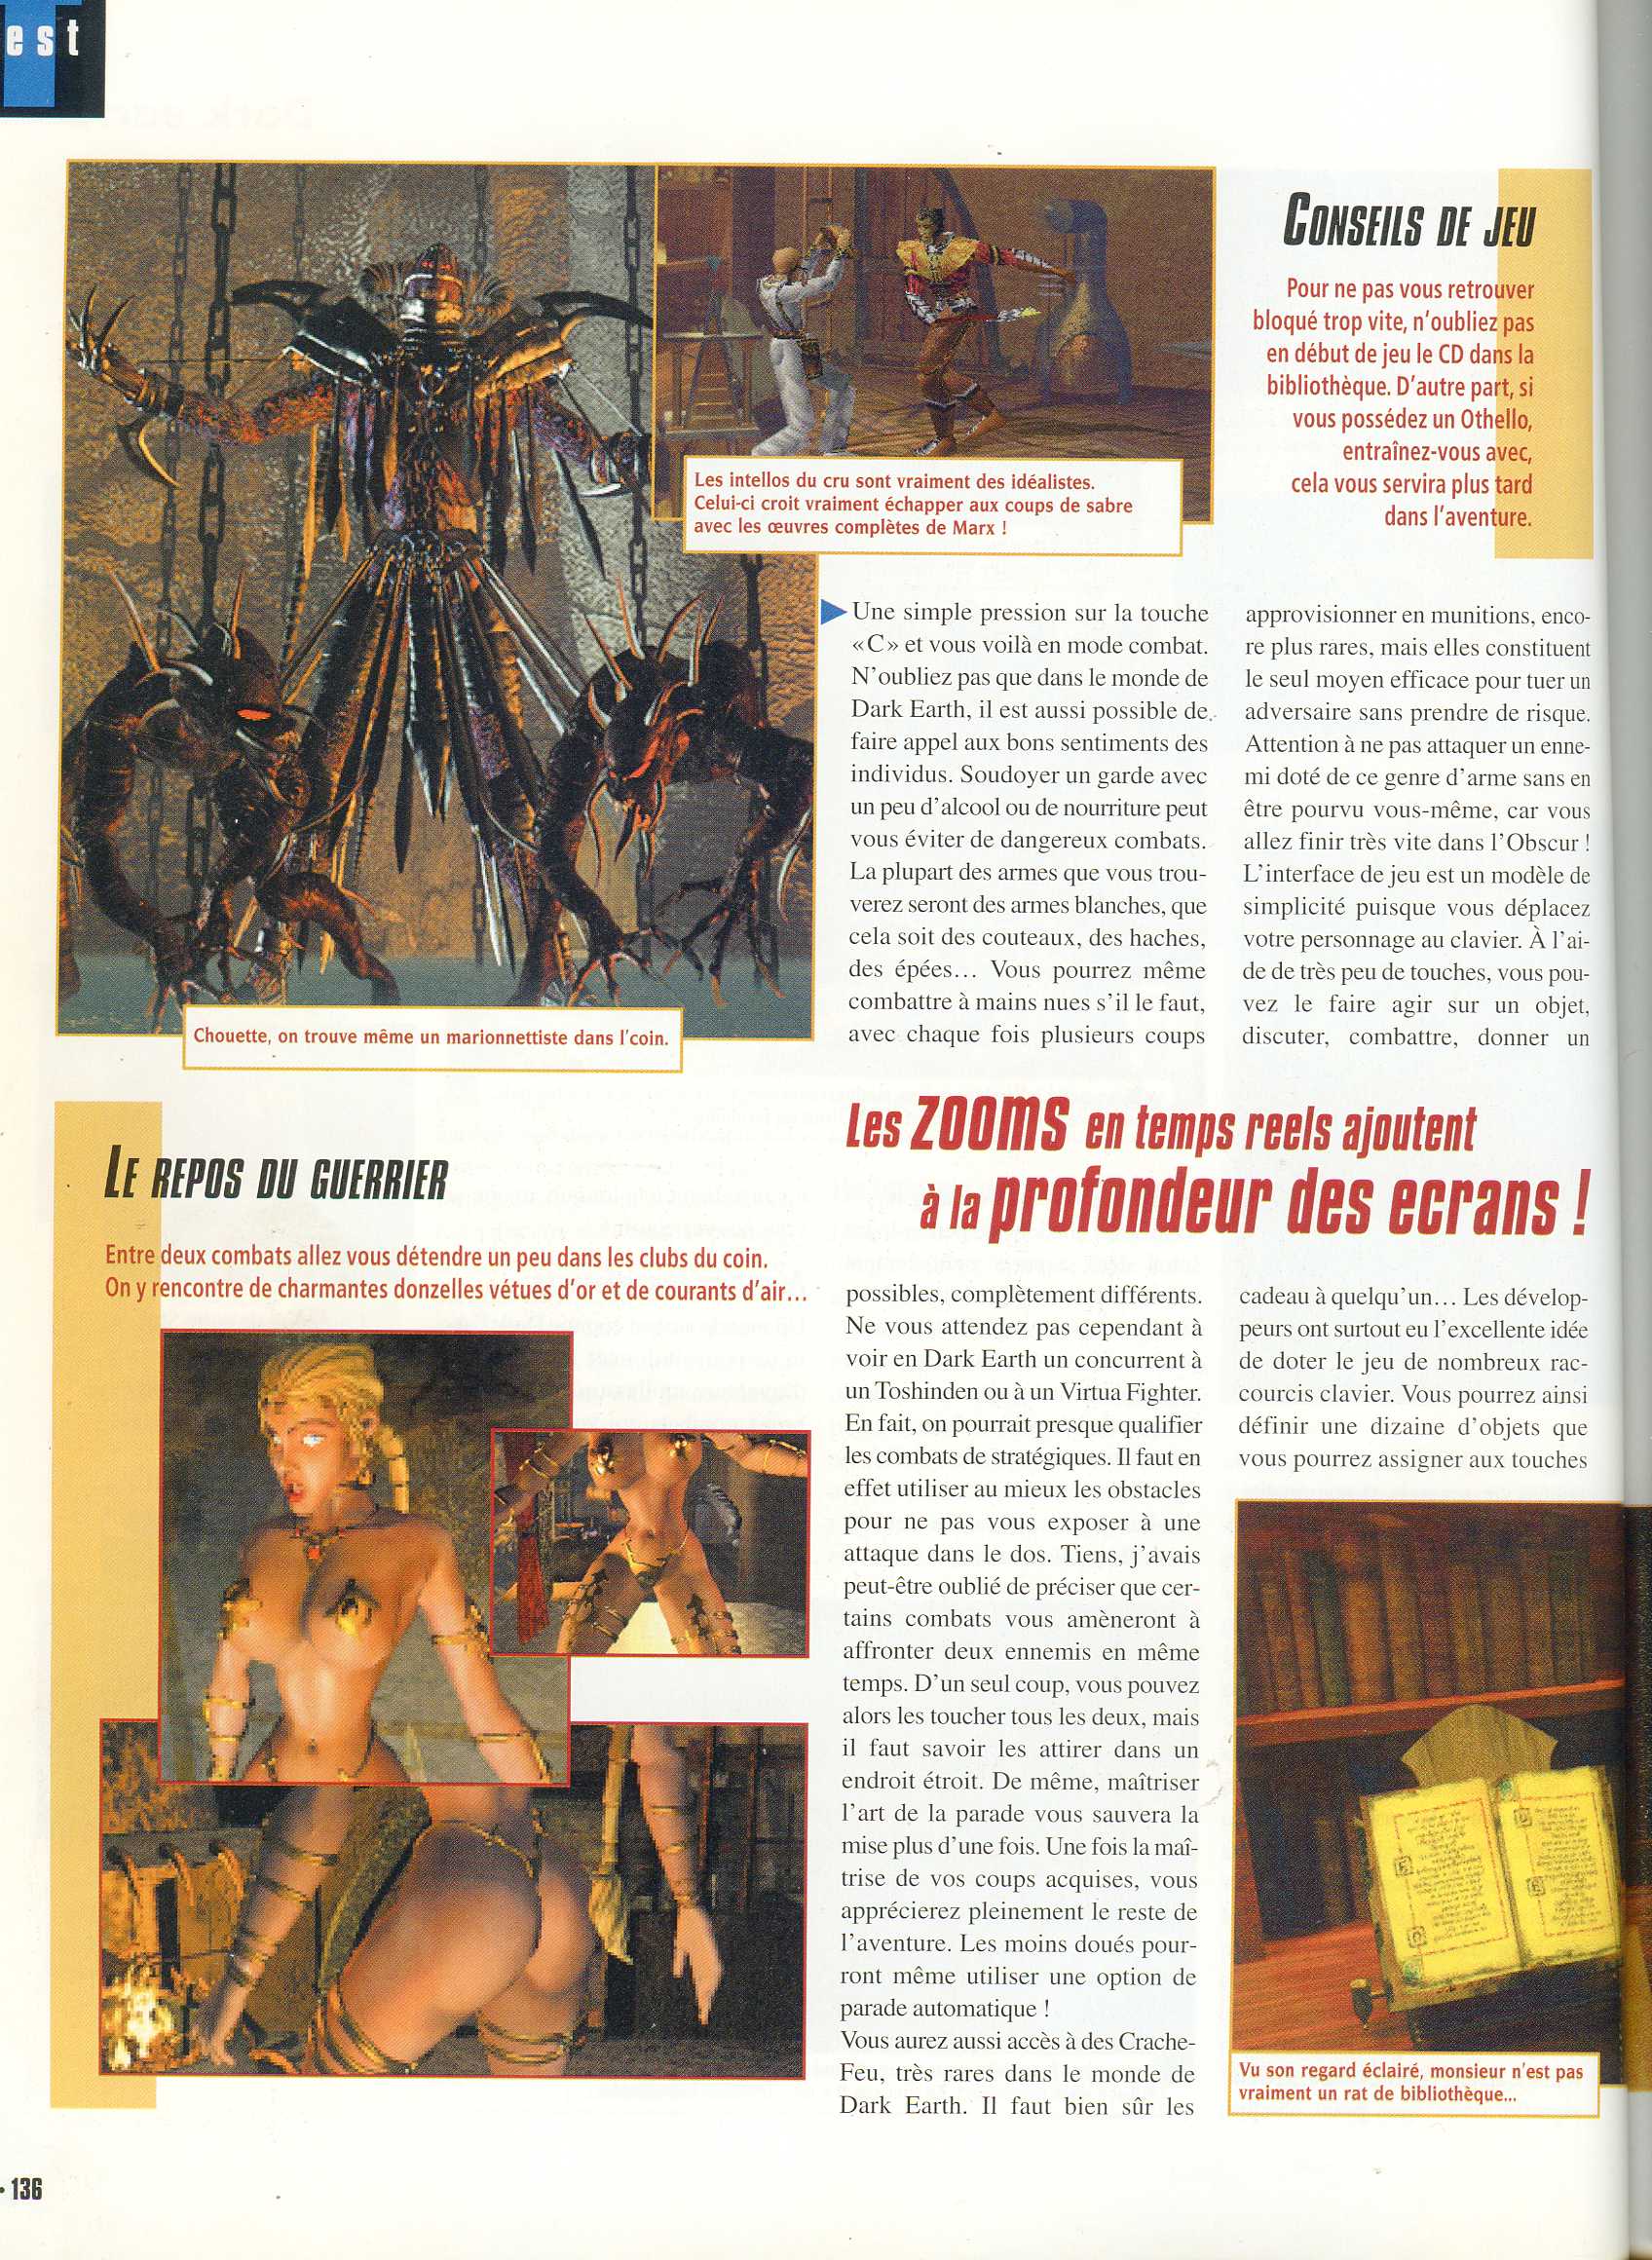 est
Les intellos du cru sont vraiment des idéalistes.
Celui-ci croit vraiment échapper aux coups de sabre
avec les œuvres complètes de Marx !
CONSEILS DE JEU
Pour ne pas vous retrouver
bloqué trop vite, n'oubliez pas
en début de jeu le CD dans la
bibliothèque. D'autre part, si
vous possédez un Othello,
entraînez-vous avec,
cela vous servira plus tard
dans l'aventure.
Chouette, on trouve même un marionnettiste dans l'coin.
Une simple pression sur la touche
«C» et vous voilà en mode combat.
N'oubliez pas que dans le monde de
Dark Earth, il est aussi possible de
faire appel aux bons sentiments des
individus. Soudoyer un garde avec
un peu d'alcool ou de nourriture peut
vous éviter de dangereux combats.
La plupart des armes que vous trou-
verez seront des armes blanches, que
cela soit des couteaux, des haches,
des épées... Vous pourrez même
combattre à mains nues s'il le faut,
avec chaque fois plusieurs coups
approvisionner en munitions, enco-
re plus rares, mais elles constituent
le seul moyen efficace pour tuer un
adversaire sans prendre de risque.
Attention à ne pas attaquer un enne-
mi doté de ce genre d'arme sans en
être pourvu vous-même, car vous
allez finir très vite dans l'Obscur !
L'interface de jeu est un modèle de
simplicité puisque vous déplacez
votre personnage au clavier. À l'ai-
de de très peu de touches, vous pou-
vez le faire agir sur un objet,
discuter, combattre, donner un
Les ZOOMS en temps reels ajoutent
à la profondeur des ecrans !
LE REPOS DU GUERRIER
Entre deux combats allez vous détendre un peu dans les clubs du coin.
On y rencontre de charmantes donzelles vétues d'or et de courants d'air...
possibles, complètement différents.
Ne vous attendez pas cependant à
voir en Dark Earth un concurrent à
un Toshinden ou à un Virtua Fighter.
En fait, on pourrait presque qualifier
les combats de stratégiques. Il faut en
effet utiliser au mieux les obstacles
pour ne pas vous exposer à une
attaque dans le dos. Tiens, j'avais
peut-être oublié de préciser que cer-
tains combats vous amèneront à
affronter deux ennemis en même
temps. D'un seul coup, vous pouvez
alors les toucher tous les deux, mais
il faut savoir les attirer dans un
endroit étroit. De même, maîtriser
l'art de la parade vous sauvera la
mise plus d'une fois. Une fois la maî-
trise de vos coups acquises, vous
apprécierez pleinement le reste de
l'aventure. Les moins doués pour-
ront même utiliser une option de
parade automatique !
Vous aurez aussi accès à des Crache-
Feu, très rares dans le monde de
Dark Earth. Il faut bien sûr les
cadeau à quelqu'un... Les dévelop-
peurs ont surtout eu l'excellente idée
de doter le jeu de nombreux rac-
courcis clavier. Vous pourrez ainsi
définir une dizaine d'objets que
vous pourrez assigner aux touches
Vu son regard éclairé, monsieur n'est pas
vraiment un rat de bibliothèque...
• 136